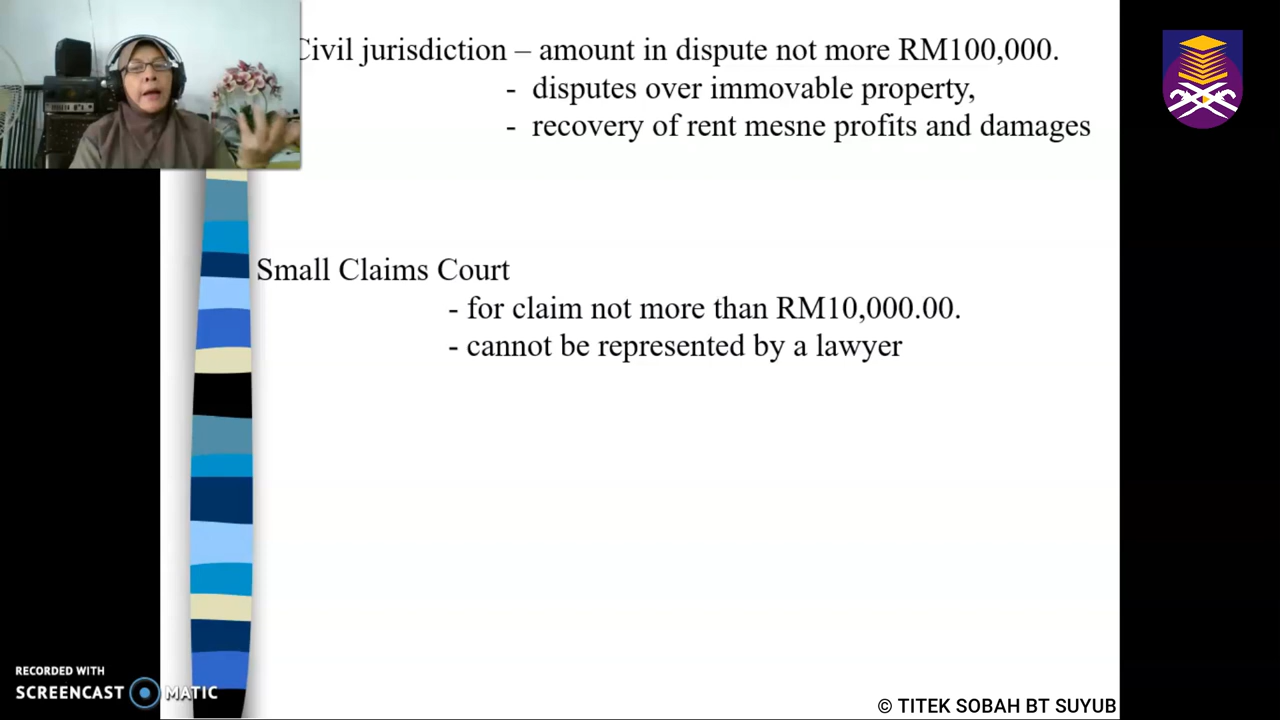 Civil jurisdiction – amount in dispute not more RM100,000.
- disputes over immovable property,
- recovery of rent mesne profits and damages
Small Claims Court
- for claim not more than RM10,000.00.
- cannot be represented by a lawyer
RECORDED WITH
SCREENCAST MATIC
© TITEK SOBAH BT SUYUB